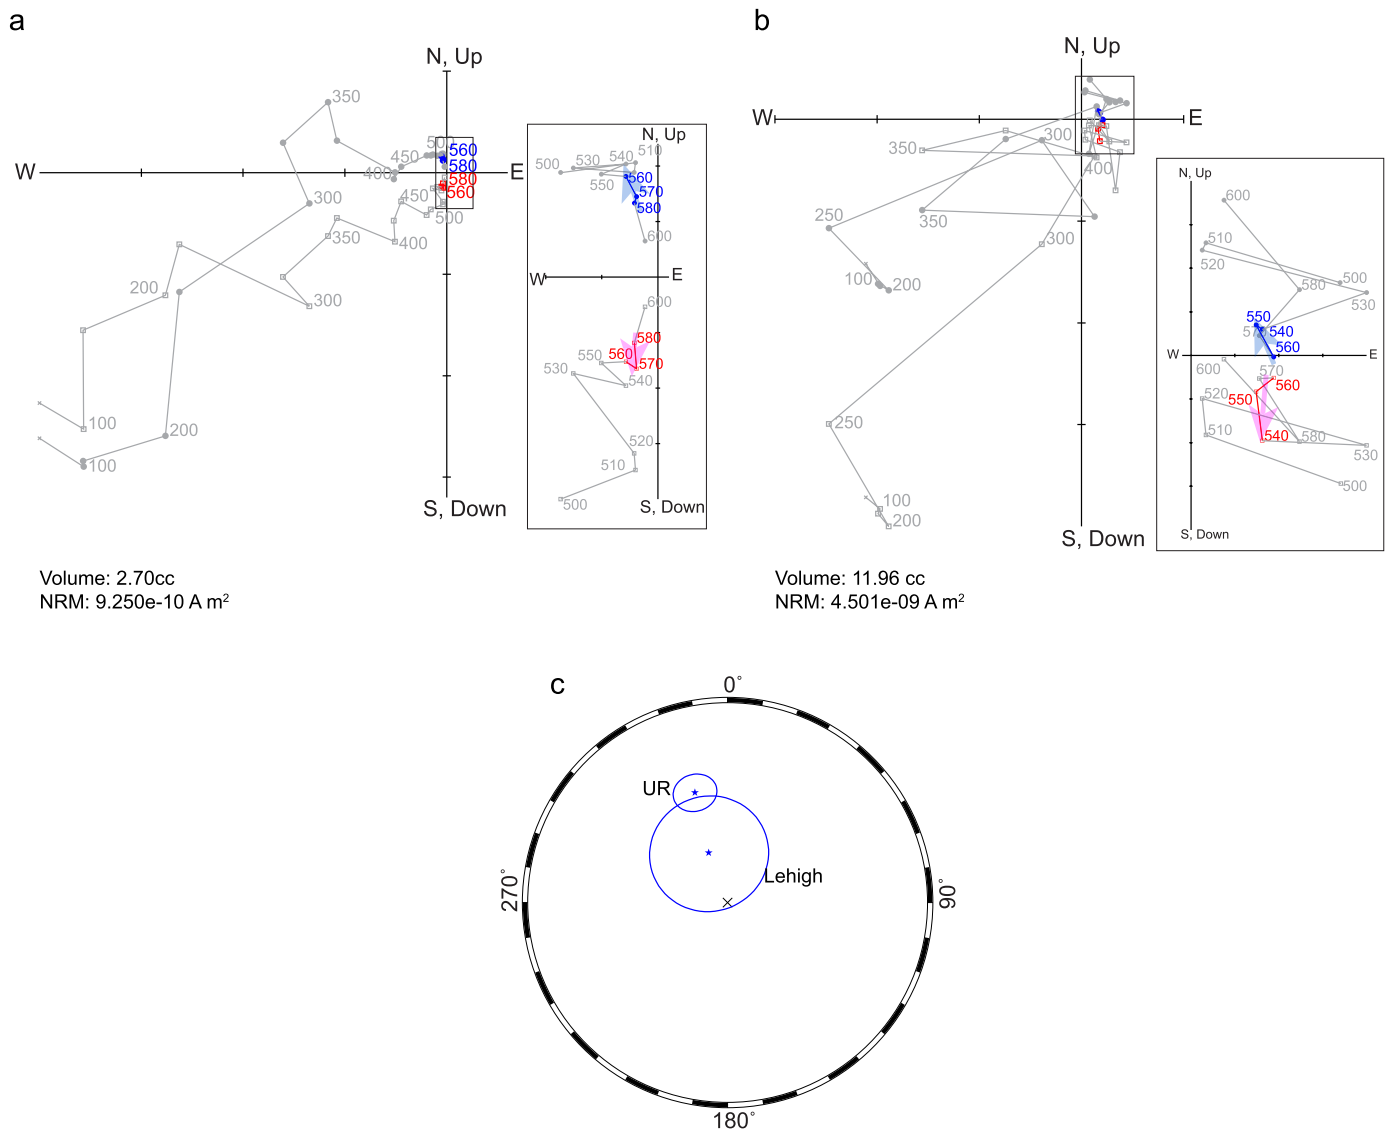 a
N, Up
W
E
S, Down
350
300
200
100
450
400
500
560
580
580
560
450
500
350
400
300
200
100
N, Up
510
500
530
540
550
560
570
580
600
W
E
600
580
560
570
550
530
540
520
510
500
S, Down
Volume: 2.70cc
NRM: 9.250e-10 A m²
b
N, Up
W
E
300
350
400
250
350
100
200
300
250
100
200
S, Down
N, Up
600
510
520
500
580
530
550
540
560
W
E
600
570
560
520
550
510
540
580
530
500
S, Down
Volume: 11.96 cc
NRM: 4.501e-09 A m²
c
0°
UR
Lehigh
270°
90°
180°